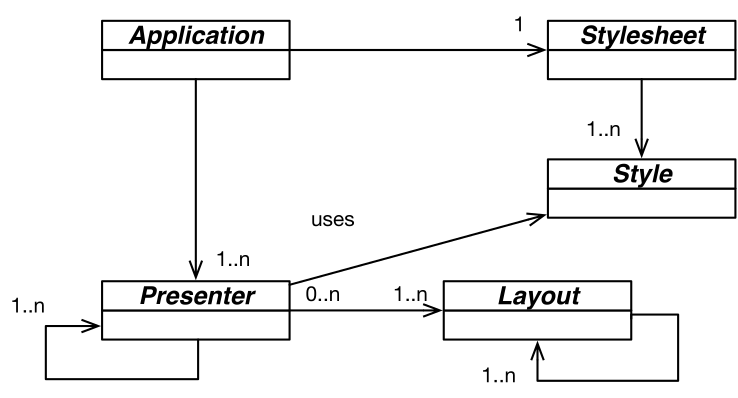 Application
1
Stylesheet
1..n
Style
uses
1..n
Presenter
0..n
1..n
Layout
1..n
1..n